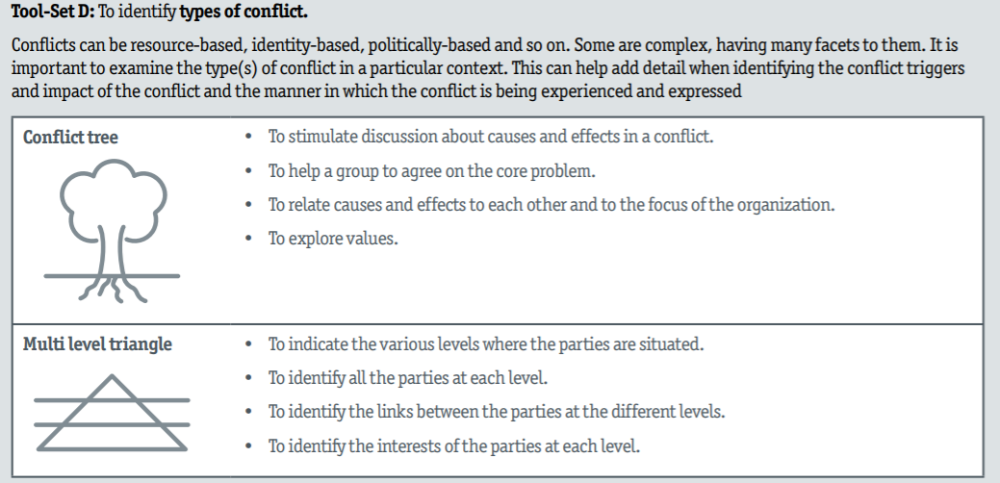 Tool-Set D: To identify types of conflict.
Conflicts can be resource-based, identity-based, politically-based and so on. Some are complex, having many facets to them. It is
important to examine the type(s) of conflict in a particular context. This can help add detail when identifying the conflict triggers
and impact of the conflict and the manner in which the conflict is being experienced and expressed
Conflict tree
• To stimulate discussion about causes and effects in a conflict.
• To help a group to agree on the core problem.
• To relate causes and effects to each other and to the focus of the organization.
• To explore values.
Multi level triangle
• To indicate the various levels where the parties are situated.
• To identify all the parties at each level.
• To identify the links between the parties at the different levels.
• To identify the interests of the parties at each level.